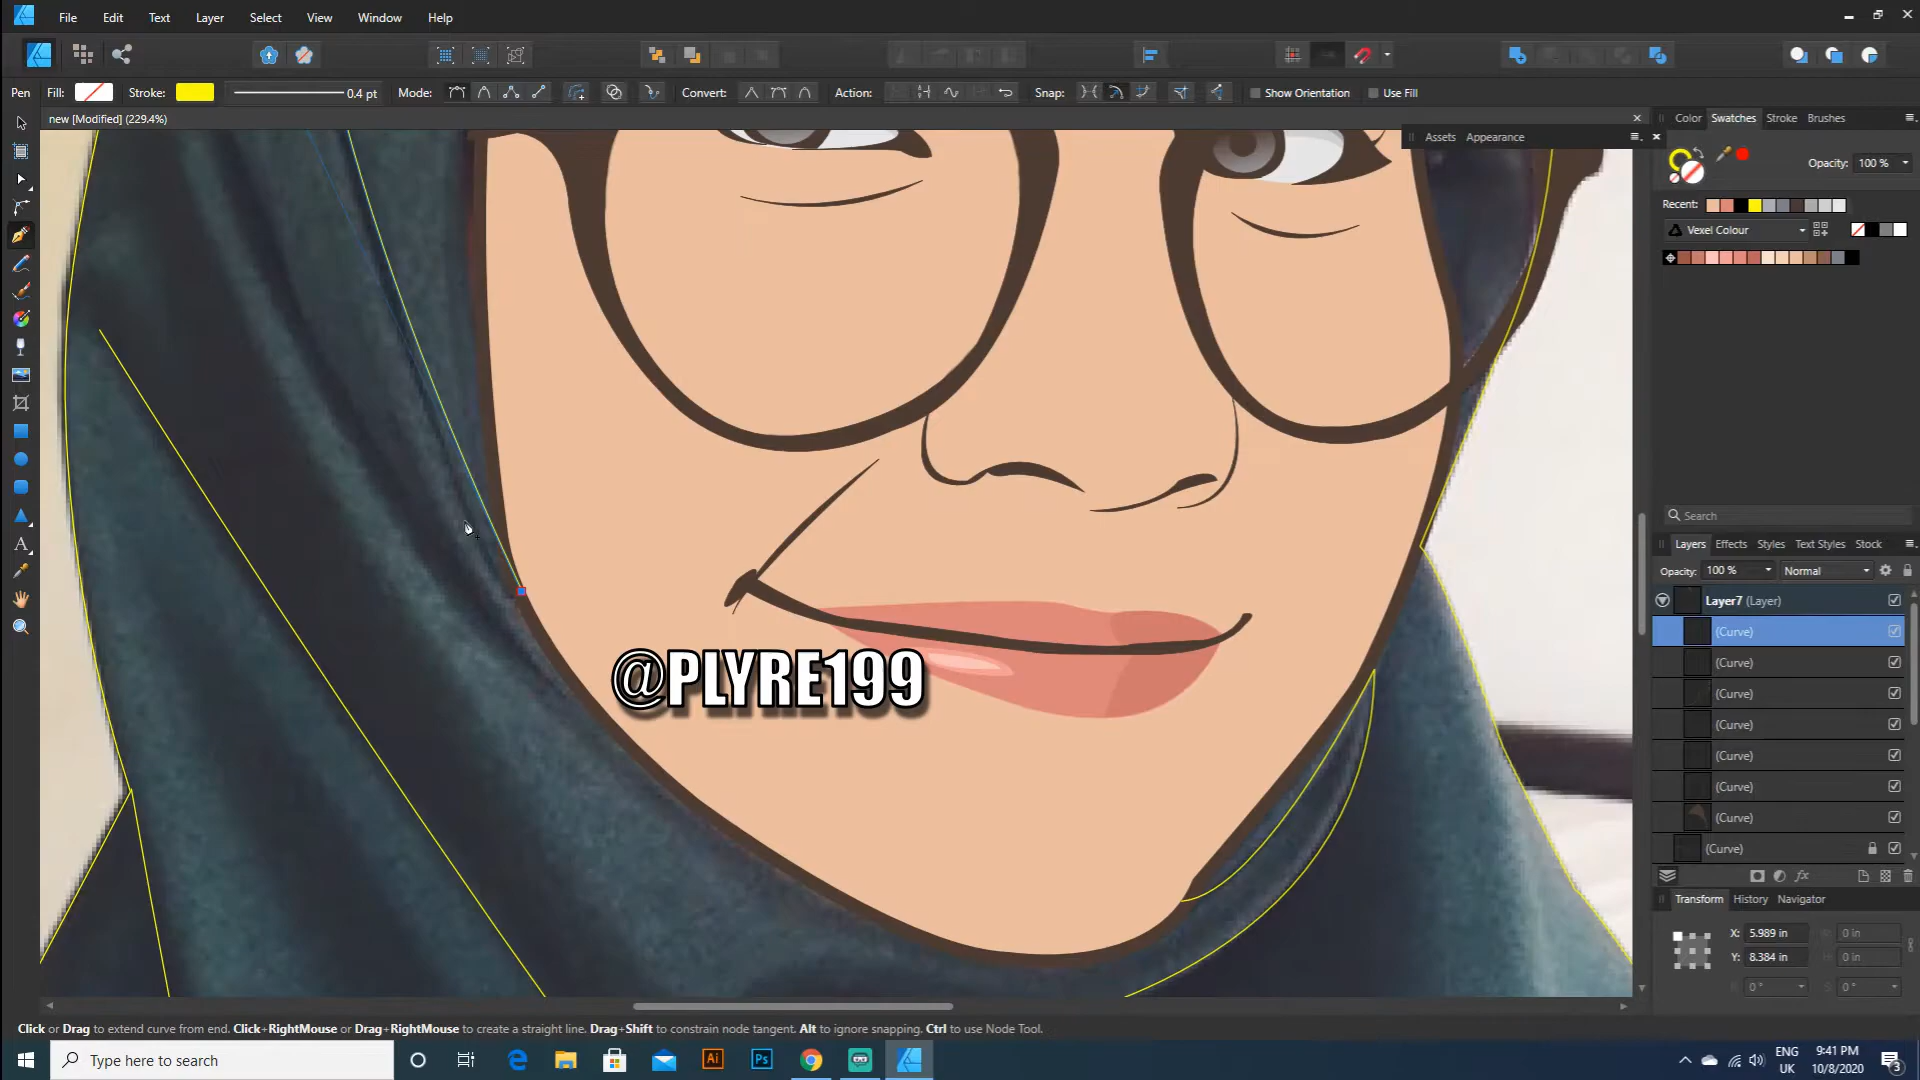 File Edit Text Layer Select View Window Help
Pen Fill: Stroke: 0.4 pt Mode: Convert: Action: Snap: Show Orientation Use Fill
new [Modified] (229.4%)
Assets Appearance
Color Swatches Stroke Brushes
Opacity: 100 %
Recent:
Vexel Colour
Search
Layers Effects Styles Text Styles Stock
Opacity: 100 % Normal
Layer7 (Layer)
(Curve)
(Curve)
(Curve)
(Curve)
(Curve)
(Curve)
(Curve)
(Curve)
Transform History Navigator
X: 5.989 in 0 in
Y: 8.384 in 0 in
0 ° 0 °
@PLYRE199
Click or Drag to extend curve from end. Click+RightMouse or Drag+RightMouse to create a straight line. Drag+Shift to constrain node tangent. Alt to ignore snapping. Ctrl to use Node Tool.
Type here to search
Ai Ps
ENG
UK
9:41 PM
10/8/2020
3